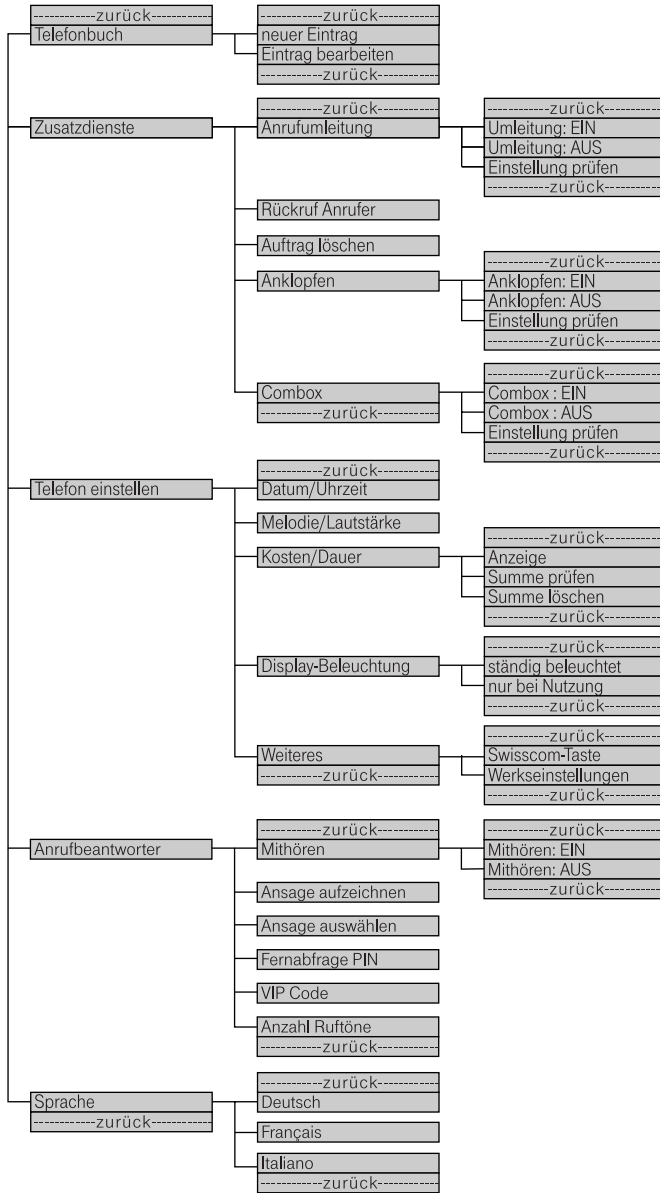 ------------zurück------------
Telefonbuch
------------zurück------------
neuer Eintrag
Eintrag bearbeiten
------------zurück------------
Zusatzdienste
------------zurück------------
Anrufumleitung
------------zurück------------
Umleitung: EIN
Umleitung: AUS
Einstellung prüfen
------------zurück------------
Rückruf Anrufer
Auftrag löschen
Anklopfen
------------zurück------------
Anklopfen: EIN
Anklopfen: AUS
Einstellung prüfen
------------zurück------------
Combox
------------zurück------------
------------zurück------------
Combox : EIN
Combox : AUS
Einstellung prüfen
------------zurück------------
Telefon einstellen
------------zurück------------
Datum/Uhrzeit
Melodie/Lautstärke
Kosten/Dauer
------------zurück------------
Anzeige
Summe prüfen
Summe löschen
------------zurück------------
Display-Beleuchtung
------------zurück------------
ständig beleuchtet
nur bei Nutzung
------------zurück------------
Weiteres
------------zurück------------
------------zurück------------
Swisscom-Taste
Werkseinstellungen
------------zurück------------
Anrufbeantworter
------------zurück------------
Mithören
------------zurück------------
Mithören: EIN
Mithören: AUS
------------zurück------------
Ansage aufzeichnen
Ansage auswählen
Fernabfrage PIN
VIP Code
Anzahl Ruftöne
------------zurück------------
Sprache
------------zurück------------
------------zurück------------
Deutsch
Français
Italiano
------------zurück------------